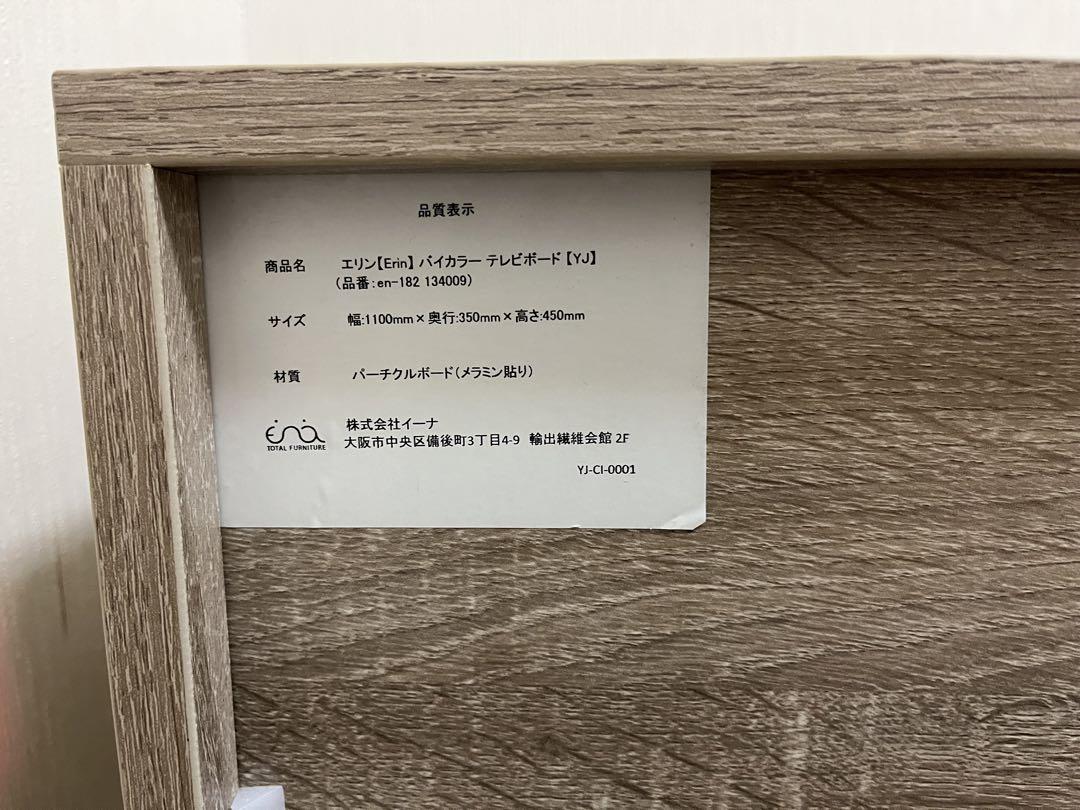 品質表示
商品名 エリン【Erin】 バイカラー テレビボード 【YJ】
（品番：en-182 134009）
サイズ 幅:1100mm×奥行:350mm×高さ:450mm
材質 パーチクルボード（メラミン貼り）
ena 株式会社イーナ
TOTAL FURNITURE 大阪市中央区備後町3丁目4-9 輸出繊維会館 2F
YJ-CI-0001